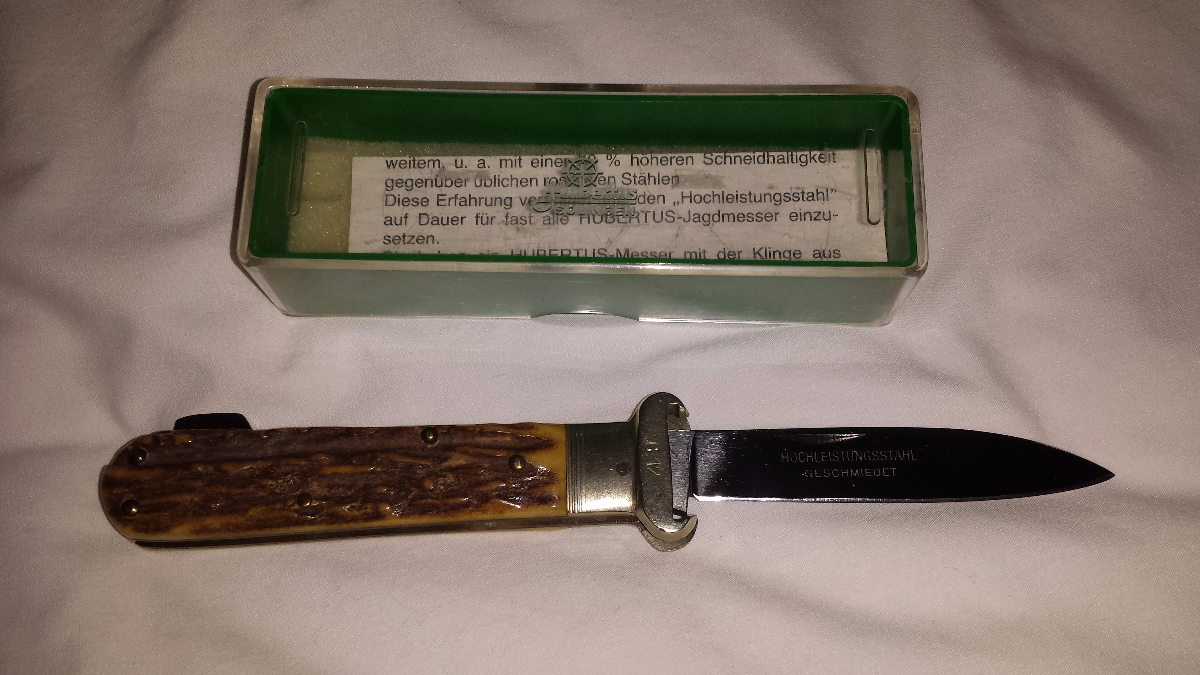 weitem, u. a. mit einer % höheren Schneidhaltigkeit
gegenüber üblichen Stählen
Diese Erfahrung den „Hochleistungsstahl"
auf Dauer für fast alle HUBERTUS-Jagdmesser einzu-
setzen.
HUBERTUS-Messer mit der Klinge aus
SOLINGEN
HOCHLEISTUNGSSTAHL
GESCHMIEDET